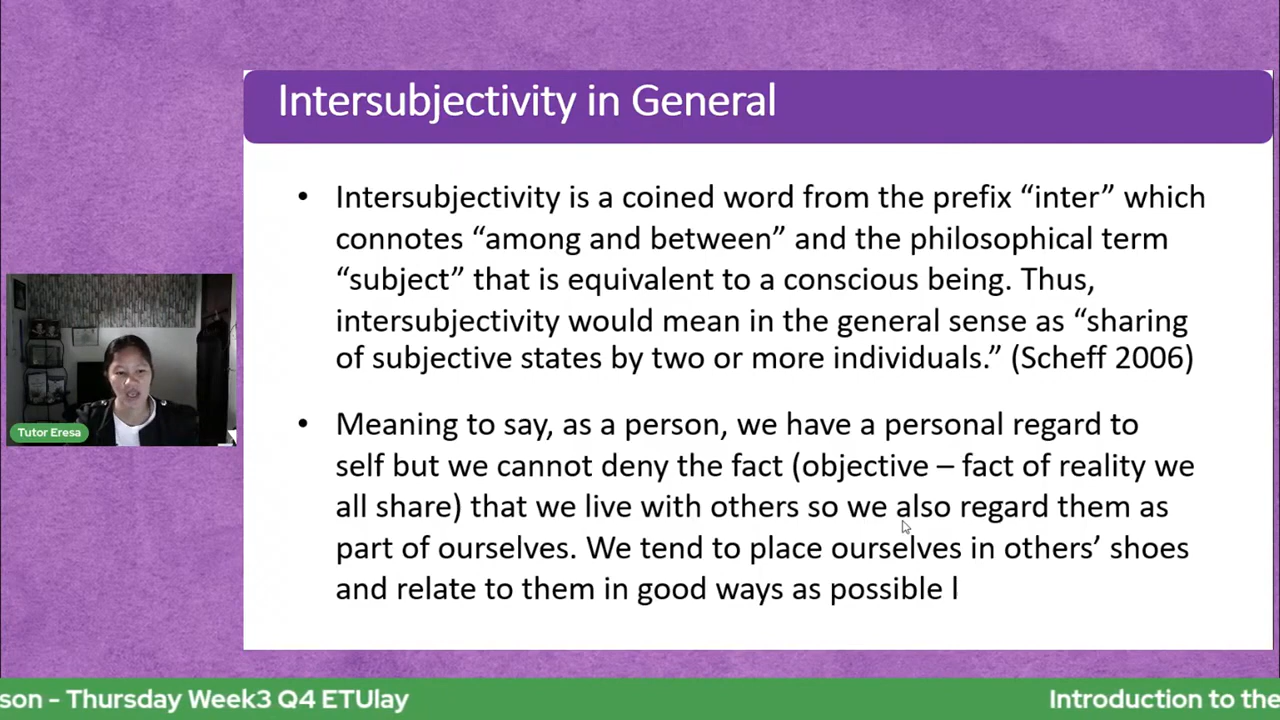 Intersubjectivity in General
• Intersubjectivity is a coined word from the prefix “inter” which
connotes “among and between” and the philosophical term
“subject” that is equivalent to a conscious being. Thus,
intersubjectivity would mean in the general sense as “sharing
of subjective states by two or more individuals.” (Scheff 2006)
• Meaning to say, as a person, we have a personal regard to
self but we cannot deny the fact (objective – fact of reality we
all share) that we live with others so we also regard them as
part of ourselves. We tend to place ourselves in others’ shoes
and relate to them in good ways as possible l
Tutor Eresa
son - Thursday Week3 Q4 ETUlay
Introduction to the